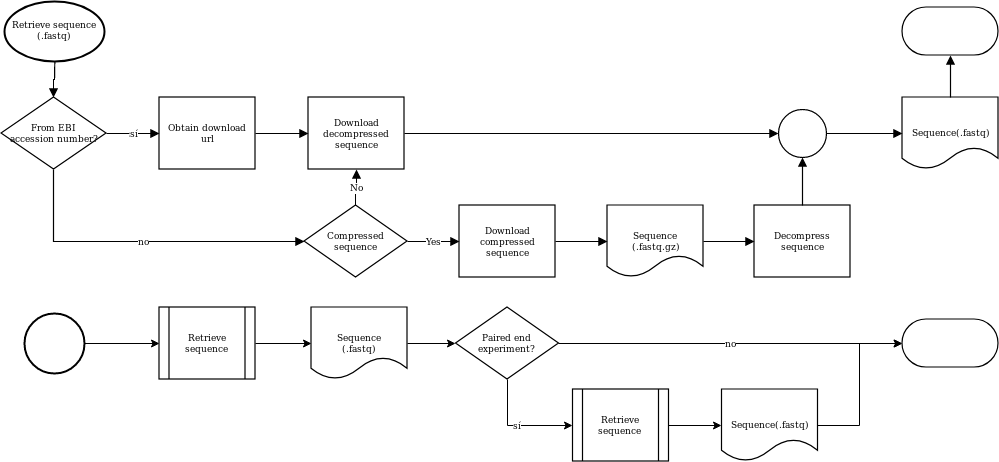 Retrieve sequence
(.fastq)
From EBI
accession number?
sí
Obtain download
url
Download
decompressed
sequence
Sequence(.fastq)
No
no
Compressed
sequence
Yes
Download
compressed
sequence
Sequence
(.fastq.gz)
Decompress
sequence
Retrieve
sequence
Sequence
(.fastq)
Paired end
experiment?
no
sí
Retrieve
sequence
Sequence(.fastq)